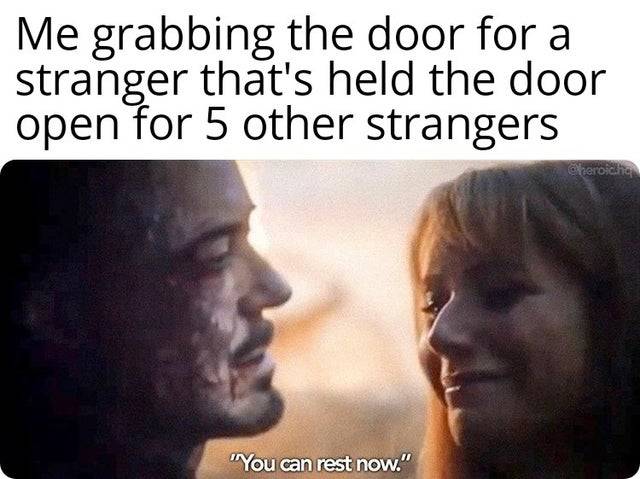 Me grabbing the door for a
stranger that's held the door
open for 5 other strangers
@heroichq
"You can rest now."